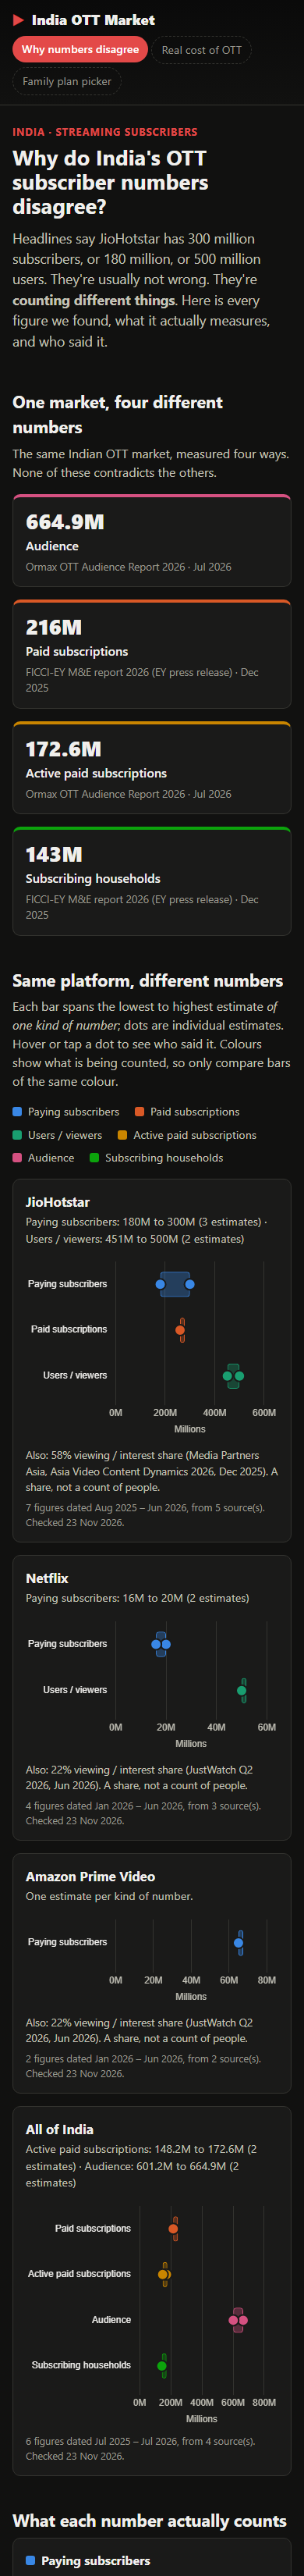 India OTT Market
Why numbers disagree
Real cost of OTT
Family plan picker
INDIA · STREAMING SUBSCRIBERS
Why do India's OTT
subscriber numbers
disagree?
Headlines say JioHotstar has 300 million
subscribers, or 180 million, or 500 million
users. They're usually not wrong. They're
counting different things. Here is every
figure we found, what it actually measures,
and who said it.
One market, four different
numbers
The same Indian OTT market, measured four ways.
None of these contradicts the others.
664.9M
Audience
Ormax OTT Audience Report 2026 · Jul 2026
216M
Paid subscriptions
FICCI-EY M&E report 2026 (EY press release) · Dec
2025
172.6M
Active paid subscriptions
Ormax OTT Audience Report 2026 · Jul 2026
143M
Subscribing households
FICCI-EY M&E report 2026 (EY press release) · Dec
2025
Same platform, different numbers
Each bar spans the lowest to highest estimate of
one kind of number; dots are individual estimates.
Hover or tap a dot to see who said it. Colours
show what is being counted, so only compare bars
of the same colour.
Paying subscribers
Paid subscriptions
Users / viewers
Active paid subscriptions
Audience
Subscribing households
JioHotstar
Paying subscribers: 180M to 300M (3 estimates) ·
Users / viewers: 451M to 500M (2 estimates)
Paying subscribers
Paid subscriptions
Users / viewers
0M 200M 400M 600M
Millions
Also: 58% viewing / interest share (Media Partners
Asia, Asia Video Content Dynamics 2026, Dec 2025). A
share, not a count of people.
7 figures dated Aug 2025 – Jun 2026, from 5 source(s).
Checked 23 Nov 2026.
Netflix
Paying subscribers: 16M to 20M (2 estimates)
Paying subscribers
Users / viewers
0M 20M 40M 60M
Millions
Also: 22% viewing / interest share (JustWatch Q2
2026, Jun 2026). A share, not a count of people.
4 figures dated Jan 2026 – Jun 2026, from 3 source(s).
Checked 23 Nov 2026.
Amazon Prime Video
One estimate per kind of number.
Paying subscribers
0M 20M 40M 60M 80M
Millions
Also: 22% viewing / interest share (JustWatch Q2
2026, Jun 2026). A share, not a count of people.
2 figures dated Jan 2026 – Jun 2026, from 2 source(s).
Checked 23 Nov 2026.
All of India
Active paid subscriptions: 148.2M to 172.6M (2
estimates) · Audience: 601.2M to 664.9M (2
estimates)
Paid subscriptions
Active paid subscriptions
Audience
Subscribing households
0M 200M 400M 600M 800M
Millions
6 figures dated Jul 2025 – Jul 2026, from 4 source(s).
Checked 23 Nov 2026.
What each number actually counts
Paying subscribers